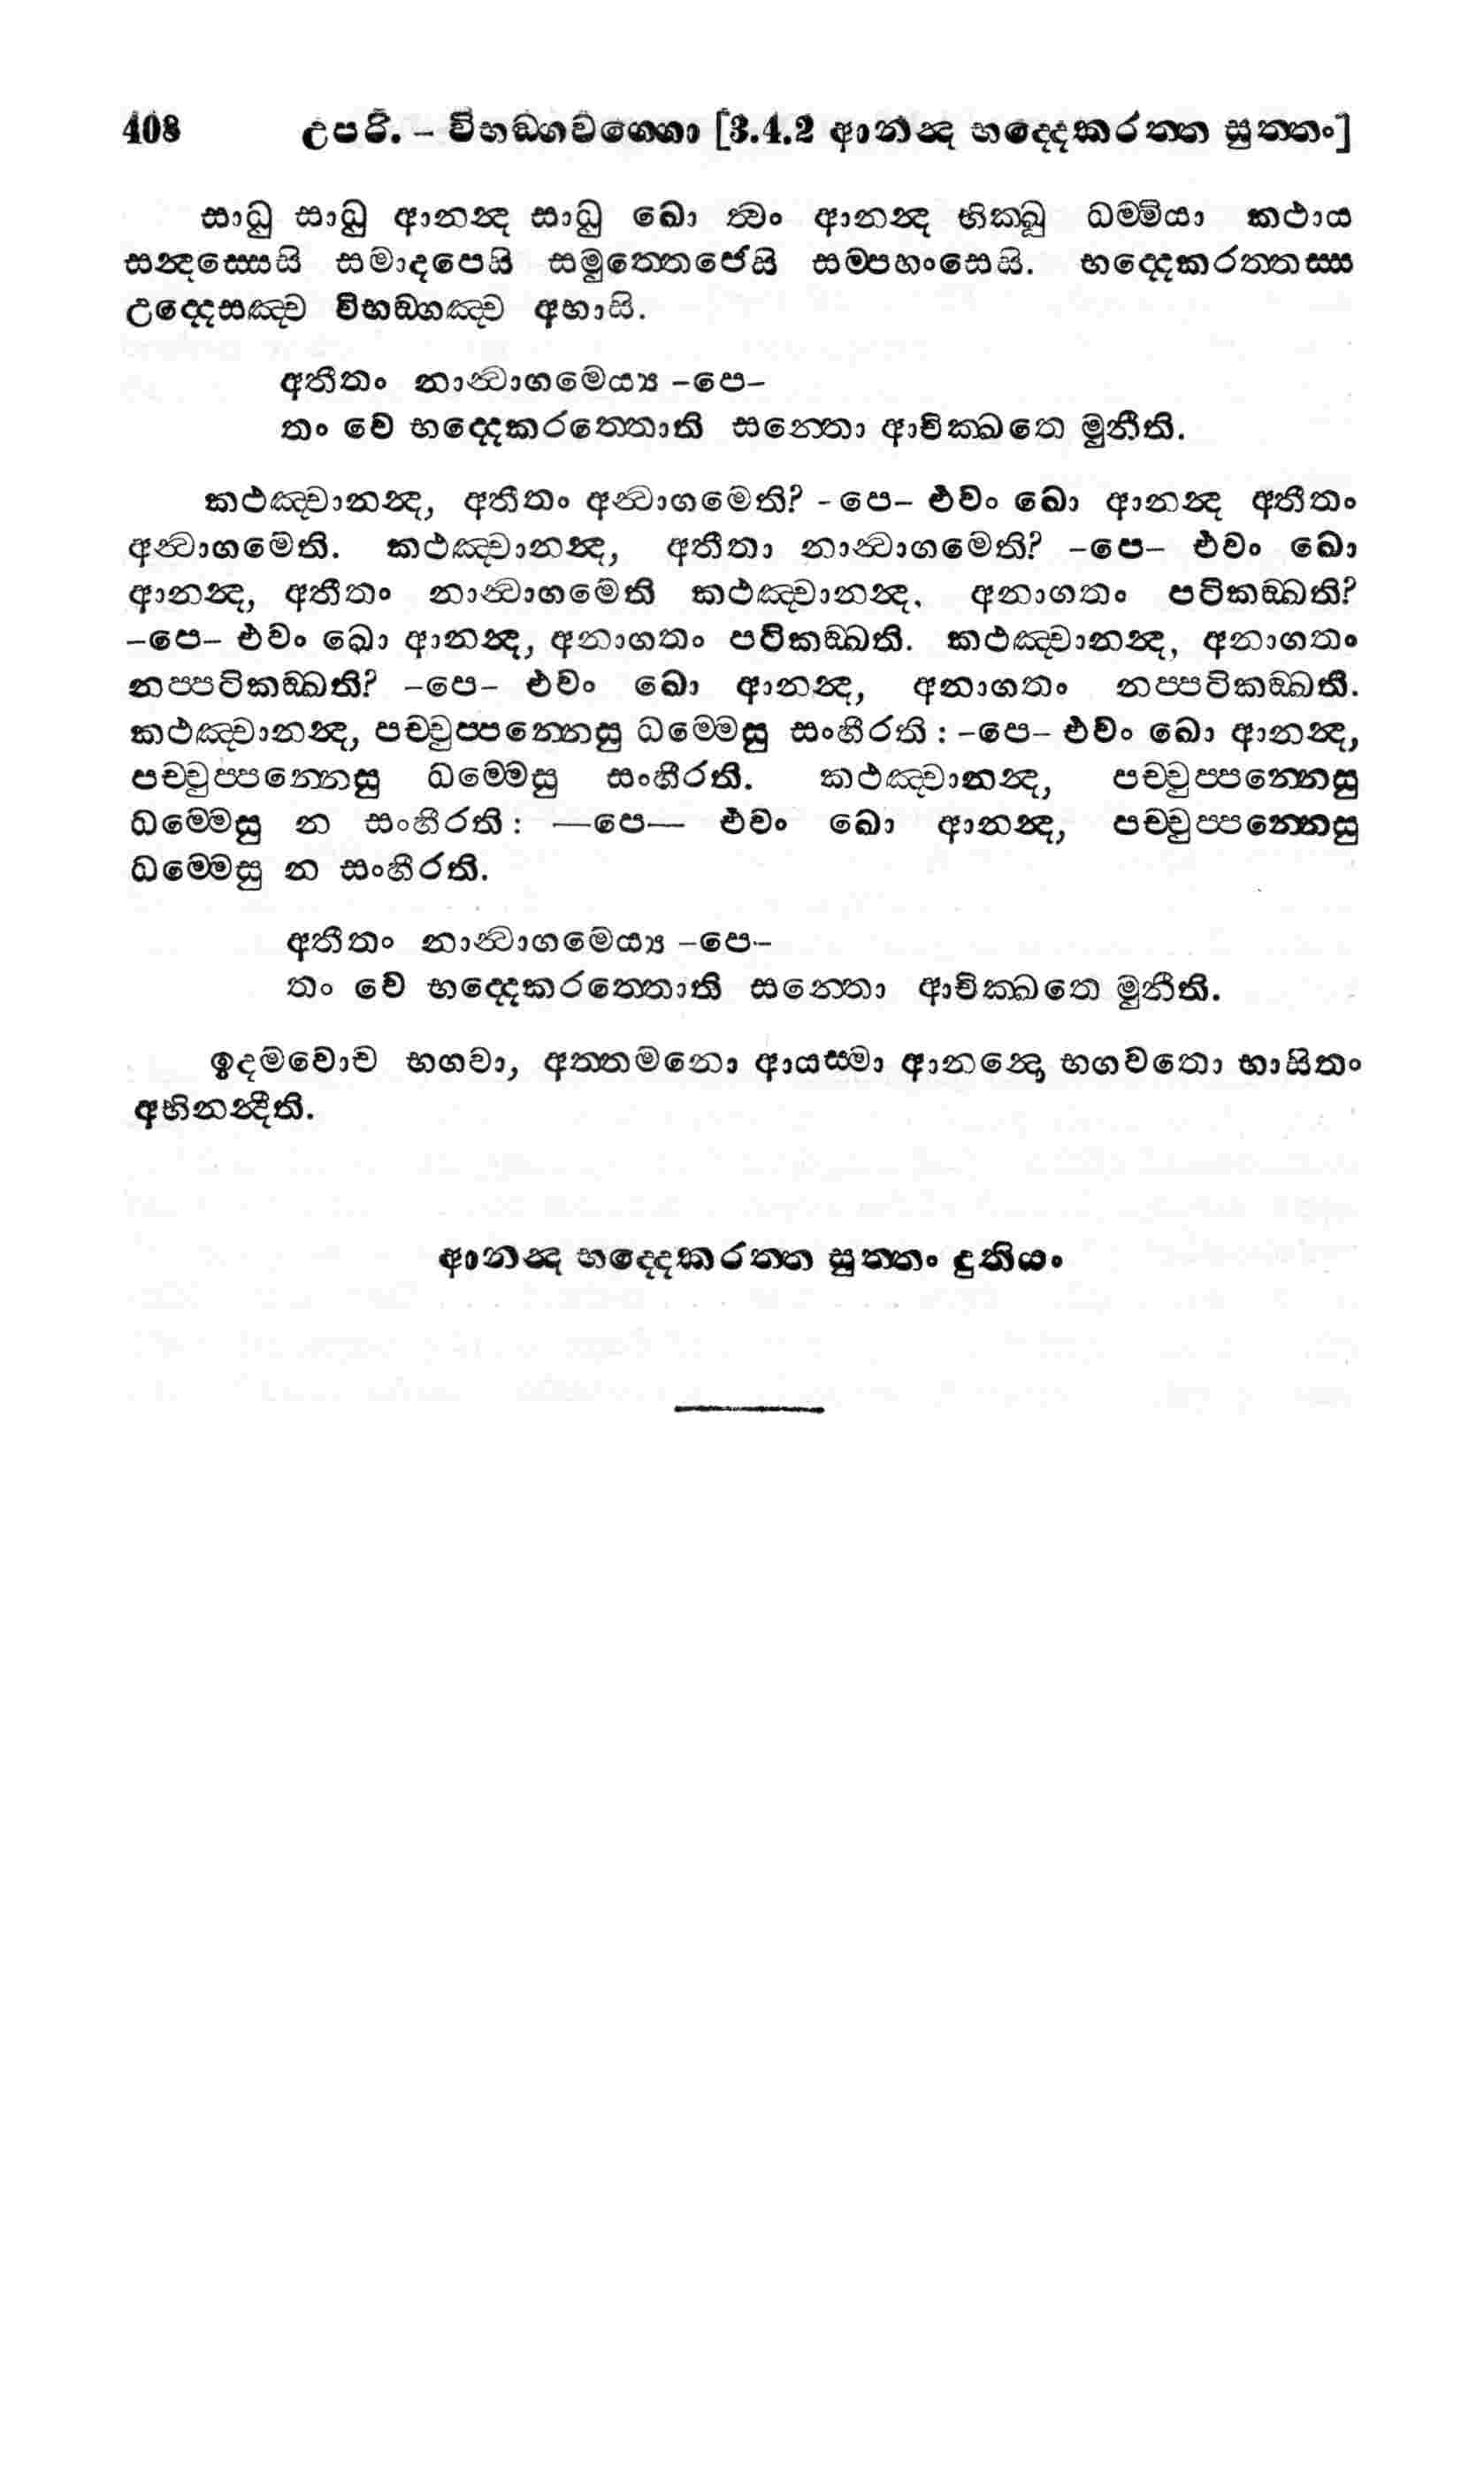 408 උපරි. – විභඞ්ගවග්ගො [3.4.2 ආනන්ද භද්දෙකරත්ත සුත්තං]
සාධු සාධු ආනන්ද සාධු ඛො ත්වං ආනන්ද භික්ඛූ ධම්මියා කථාය
සන්දස්සෙසි සමාදපෙසි සමුත්තෙජෙසි සම්පහංසෙසි. භද්දෙකරත්තස්ස
උද්දෙසඤ්ච විභඞ්ගඤ්ච අභාසි.
අතීතං නාන්වාගමෙය්‍ය –පෙ–
තං වෙ භද්දෙකරත්තොති සන්තො ආචික්ඛතෙ මුනීති.
කථඤ්චානන්ද, අතීතං අන්වාගමෙති? –පෙ– එවං ඛො ආනන්ද අතීතං
අන්වාගමෙති. කථඤ්චානන්ද, අතීතා නාන්වාගමෙති? –පෙ– එවං ඛො
ආනන්ද, අතීතං නාන්වාගමෙති කථඤ්චානන්ද, අනාගතං පටිකඞ්ඛති?
–පෙ– එවං ඛො ආනන්ද, අනාගතං පටිකඞ්ඛති. කථඤ්චානන්ද, අනාගතං
නප්පටිකඞ්ඛති? –පෙ– එවං ඛො ආනන්ද, අනාගතං නප්පටිකඞ්ඛති.
කථඤ්චානන්ද, පච්චුප්පන්නෙසු ධම්මෙසු සංහීරති : –පෙ– එවං ඛො ආනන්ද,
පච්චුප්පන්නෙසු ධම්මෙසු සංහීරති. කථඤ්චානන්ද, පච්චුප්පන්නෙසු
ධම්මෙසු න සංහීරති : —පෙ— එවං ඛො ආනන්ද, පච්චුප්පන්නෙසු
ධම්මෙසු න සංහීරති.
අතීතං නාන්වාගමෙය්‍ය –පෙ–
තං වෙ භද්දෙකරත්තොති සන්තො ආචික්ඛතෙ මුනීති.
ඉදමවොච භගවා, අත්තමනො ආයස්මා ආනන්දො භගවතො භාසිතං
අභිනන්දීති.
ආනන්ද භද්දෙකරත්ත සුත්තං දුතියං